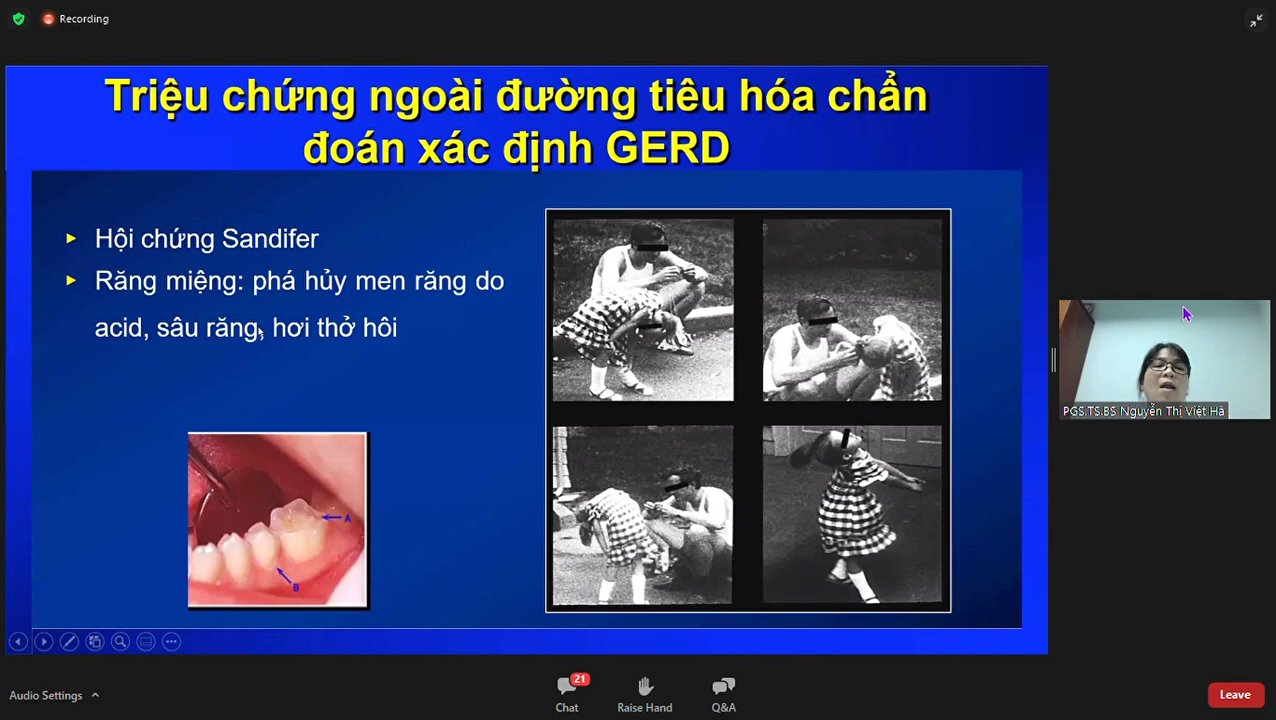 Recording
Triệu chứng ngoài đường tiêu hóa chẩn
đoán xác định GERD
Hội chứng Sandifer
Răng miệng: phá hủy men răng do
acid, sâu răng, hơi thở hôi
A
B
PGS.TS.BS Nguyễn Thị Việt Hà
Audio Settings
21
Chat
Raise Hand
Q&A
Leave